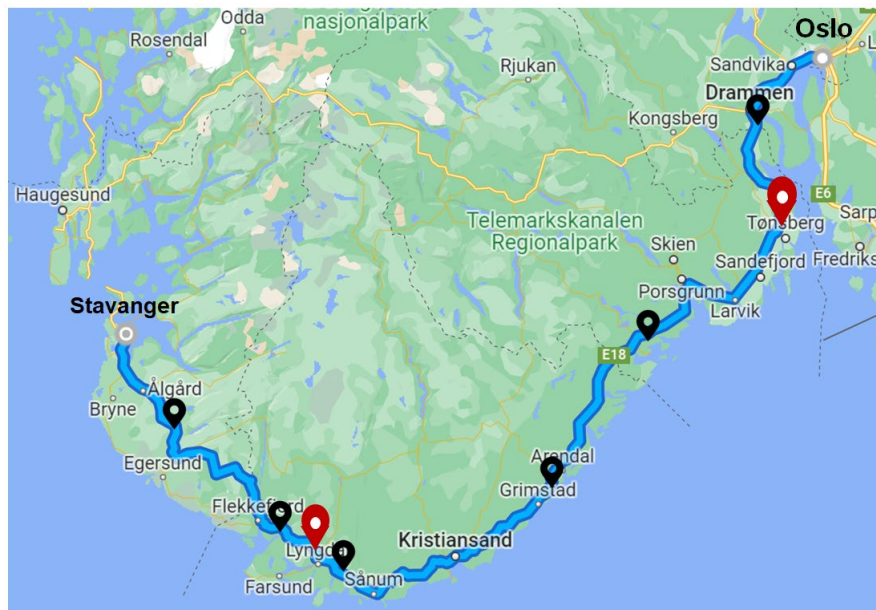 Odda
nasjonalpark
Oslo
Rosendal
Sandvika
Rjukan
Drammen
Kongsberg
Haugesund
E6
Telemarkskanalen
Regionalpark
Tønsberg
Skien
Sarp
Fredriks
Sandefjord
Porsgrunn
Larvik
Stavanger
E18
Ålgård
Bryne
Arendal
Egersund
Grimstad
Flekkefjord
Kristiansand
Lyngda
Farsund
Sånum